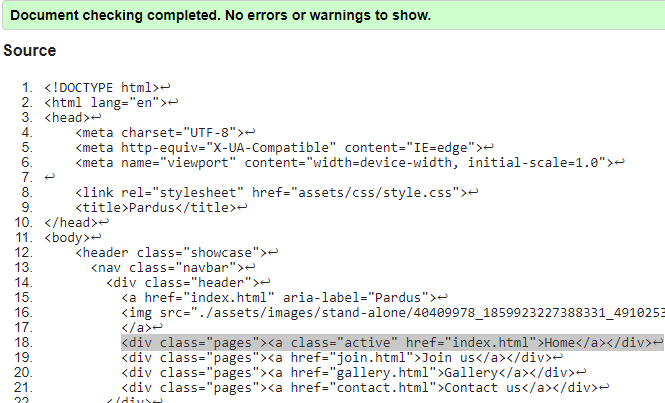 Document checking completed. No errors or warnings to show.
Source
1. <!DOCTYPE html>↩
2. <html lang="en">↩
3. <head>↩
4.     <meta charset="UTF-8">↩
5.     <meta http-equiv="X-UA-Compatible" content="IE=edge">↩
6.     <meta name="viewport" content="width=device-width, initial-scale=1.0">↩
7. ↩
8.     <link rel="stylesheet" href="assets/css/style.css">↩
9.     <title>Pardus</title>↩
10. </head>↩
11. <body>↩
12.     <header class="showcase">↩
13.       <nav class="navbar">↩
14.         <div class="header">↩
15.           <a href="index.html" aria-label="Pardus">↩
16.           <img src="./assets/images/stand-alone/40409978_1859923227388331_4910253
17.           </a>↩
18.           <div class="pages"><a class="active" href="index.html">Home</a></div>↩
19.           <div class="pages"><a href="join.html">Join us</a></div>↩
20.           <div class="pages"><a href="gallery.html">Gallery</a></div>↩
21.           <div class="pages"><a href="contact.html">Contact us</a></div>↩
22.         </div>↩